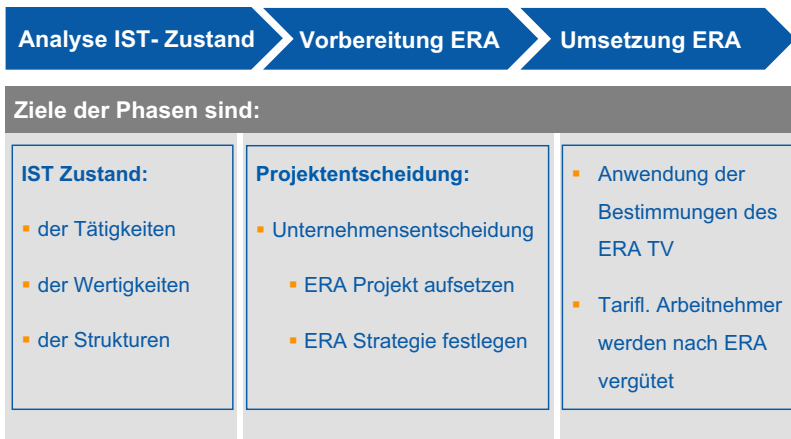 Analyse IST- Zustand
Vorbereitung ERA
Umsetzung ERA
Ziele der Phasen sind:
IST Zustand:
der Tätigkeiten
der Wertigkeiten
der Strukturen
Projektentscheidung:
Unternehmensentscheidung
ERA Projekt aufsetzen
ERA Strategie festlegen
Anwendung der
Bestimmungen des
ERA TV
Tarifl. Arbeitnehmer
werden nach ERA
vergütet